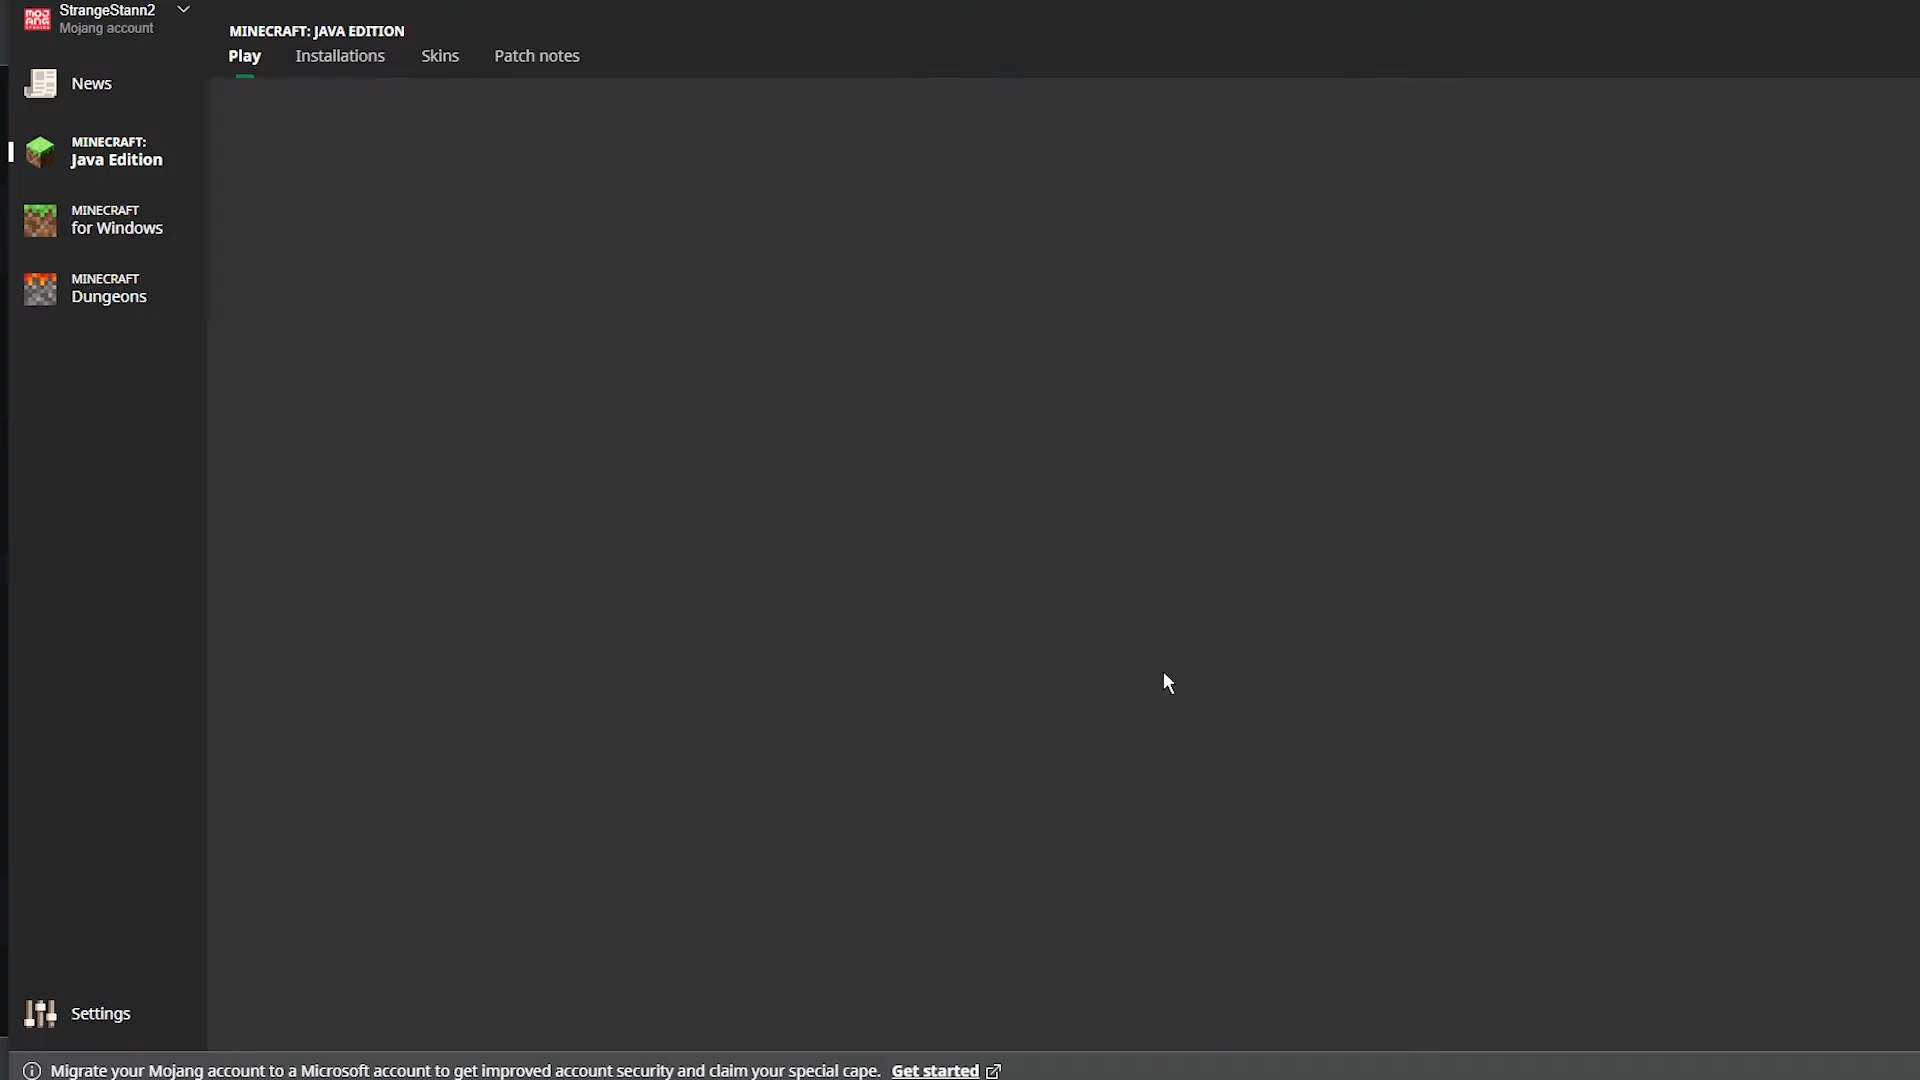 StrangeStann2
Mojang account
MINECRAFT: JAVA EDITION
Play Installations Skins Patch notes
News
MINECRAFT:
Java Edition
MINECRAFT
for Windows
MINECRAFT
Dungeons
Settings
Migrate your Mojang account to a Microsoft account to get improved account security and claim your special cape. Get started